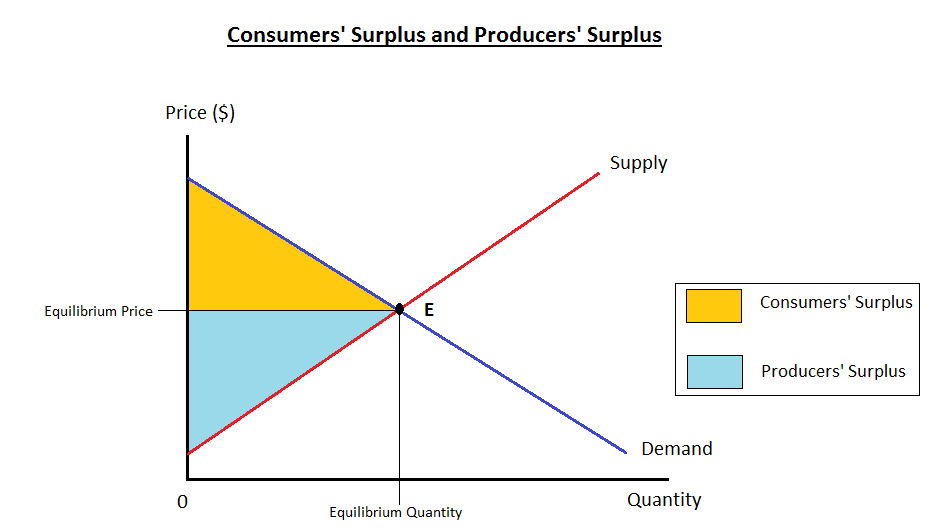 Consumers' Surplus and Producers' Surplus
Price ($)
Supply
Equilibrium Price
E
Consumers' Surplus
Producers' Surplus
Demand
0
Equilibrium Quantity
Quantity